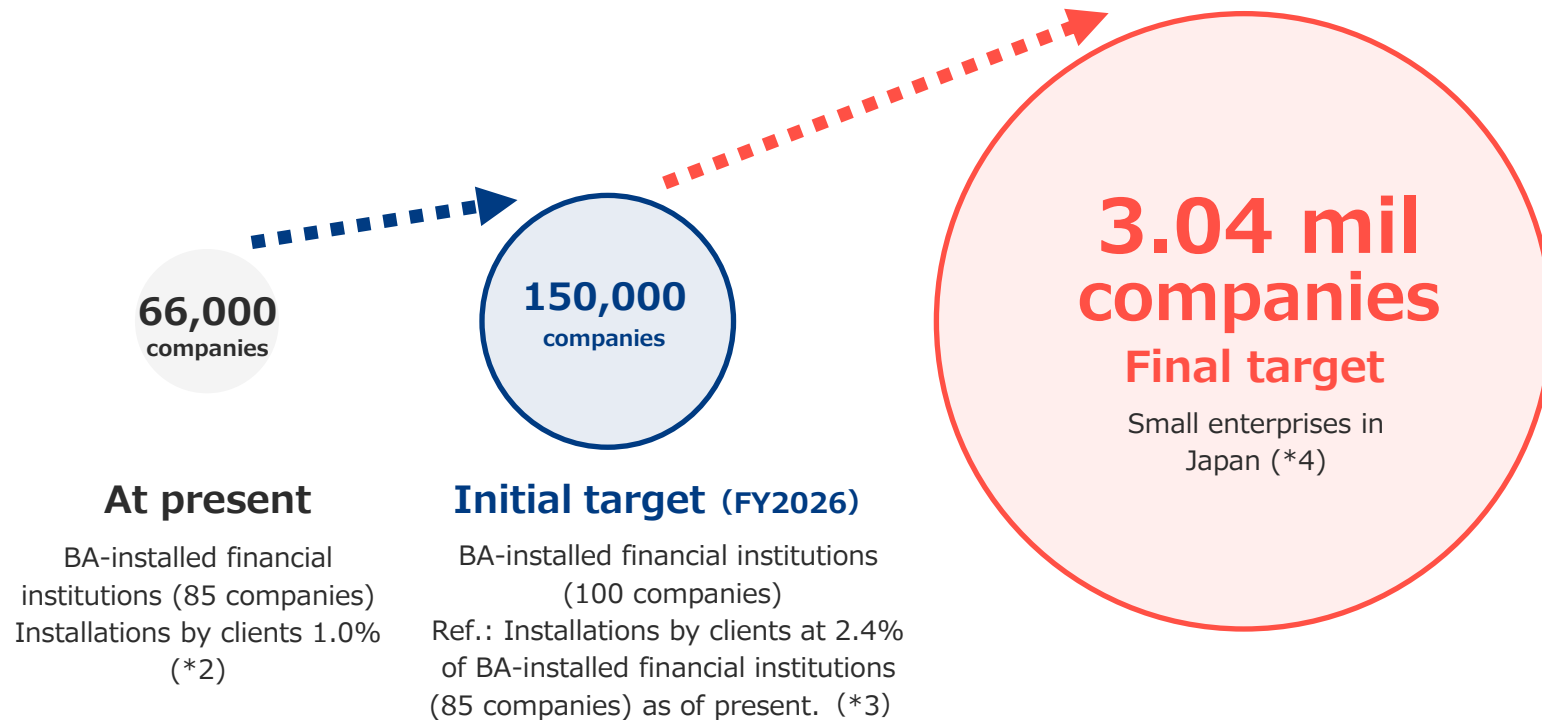 66,000
companies
At present
BA-installed financial
institutions (85 companies)
Installations by clients 1.0%
(*2)
150,000
companies
Initial target（FY2026）
BA-installed financial institutions
(100 companies)
Ref.: Installations by clients at 2.4%
of BA-installed financial institutions
(85 companies) as of present.（*3）
3.04 mil
companies
Final target
Small enterprises in
Japan (*4)